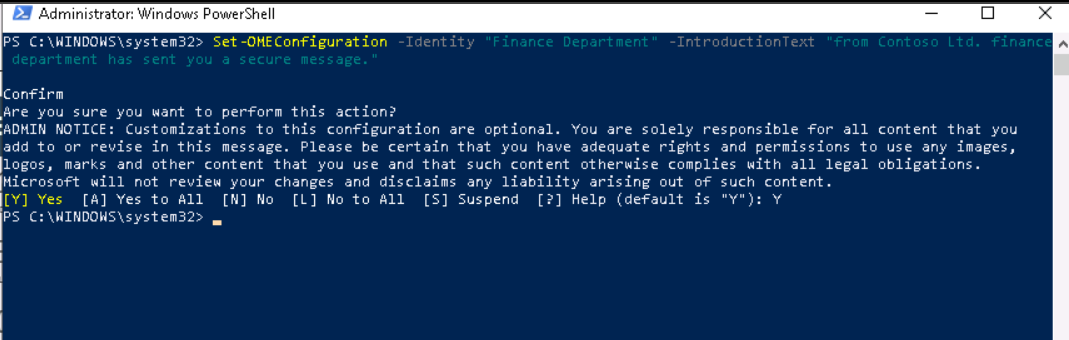 Administrator: Windows PowerShell
PS C:\WINDOWS\system32> Set-OMEConfiguration -Identity "Finance Department" -IntroductionText "from Contoso Ltd. finance
department has sent you a secure message."
Confirm
Are you sure you want to perform this action?
ADMIN NOTICE: Customizations to this configuration are optional. You are solely responsible for all content that you
add to or revise in this message. Please be certain that you have adequate rights and permissions to use any images,
logos, marks and other content that you use and that such content otherwise complies with all legal obligations.
Microsoft will not review your changes and disclaims any liability arising out of such content.
[Y] Yes  [A] Yes to All  [N] No  [L] No to All  [S] Suspend  [?] Help (default is "Y"): Y
PS C:\WINDOWS\system32>